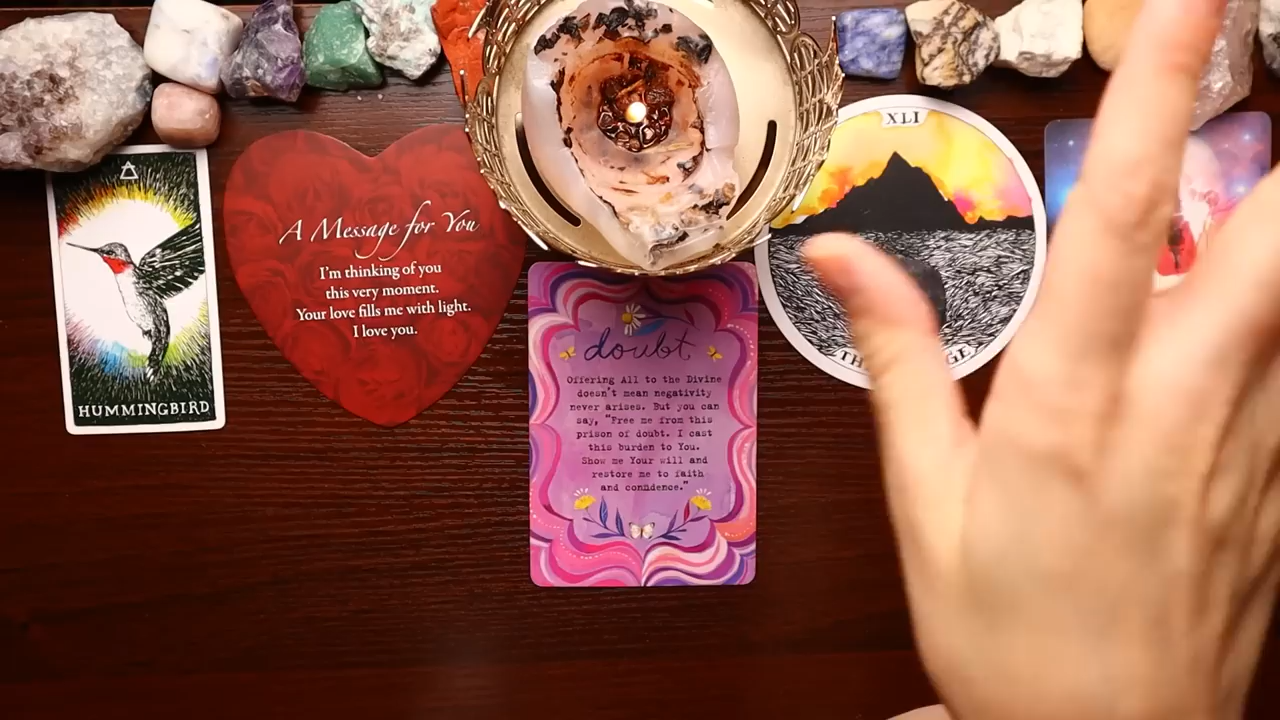 HUMMINGBIRD
A Message for You
I'm thinking of you
this very moment.
Your love fills me with light.
I love you.
doubt
Offering All to the Divine
doesn't mean negativity
never arises. But you can
say, "Free me from this
prison of doubt. I cast
this burden to You.
Show me Your will and
restore me to faith
and confidence."
XLI